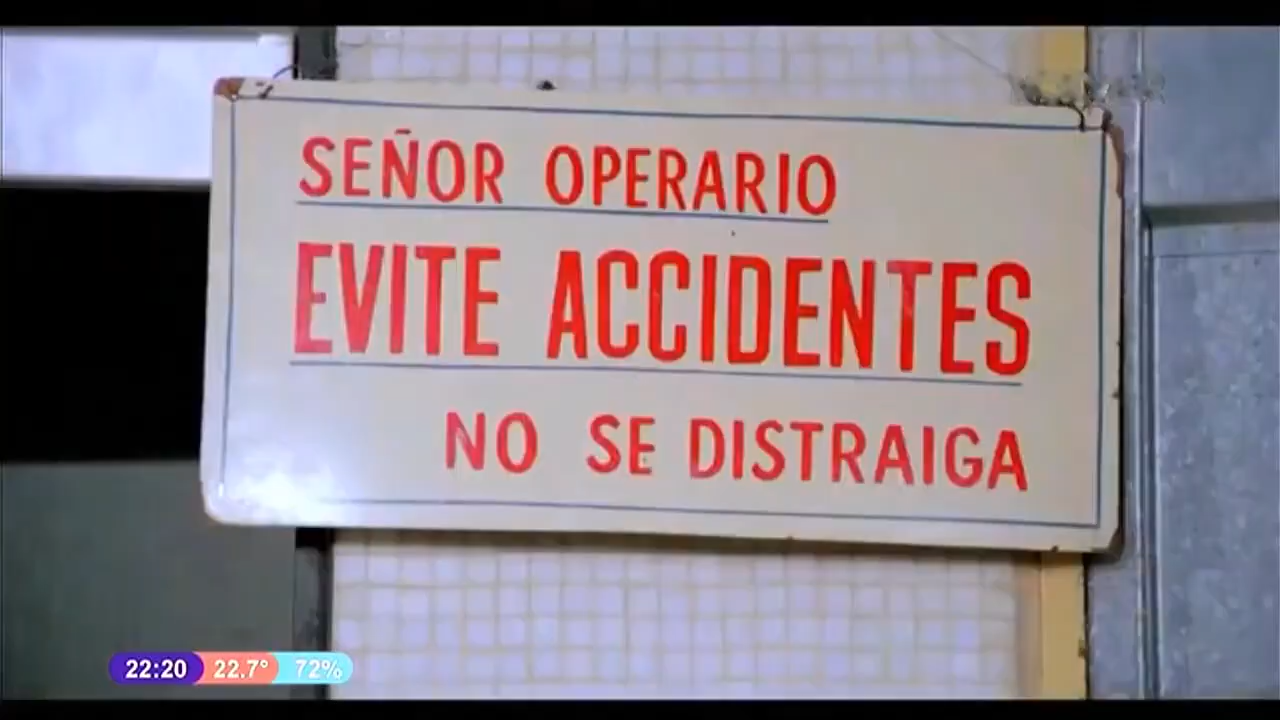 SEÑOR OPERARIO
EVITE ACCIDENTES
NO SE DISTRAIGA
22:20 22.7° 72%